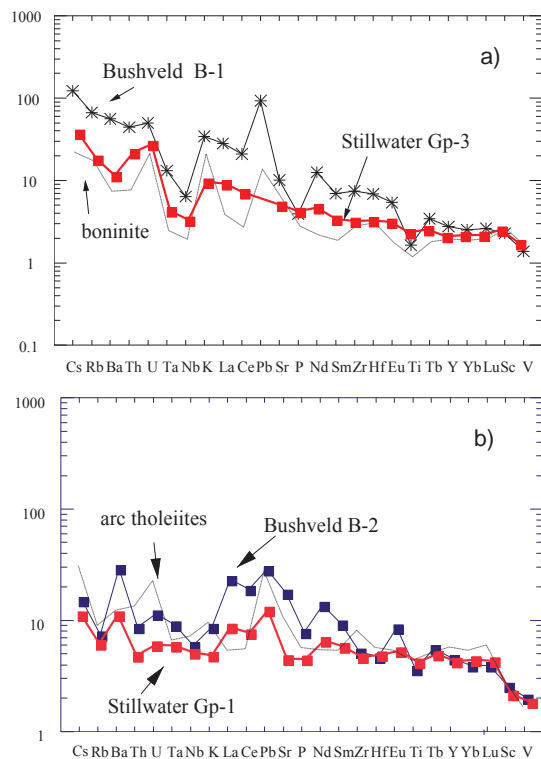 1000
a)
Bushveld B-1
100
Stillwater Gp-3
10
boninite
1
0.1
Cs Rb Ba Th U Ta Nb K La Ce Pb Sr P Nd Sm Zr Hf Eu Ti Tb Y Yb Lu Sc V
1000
b)
arc tholeiites
Bushveld B-2
100
10
Stillwater Gp-1
1
Cs Rb Ba Th U Ta Nb K La Ce Pb Sr P Nd Sm Zr Hf Eu Ti Tb Y Yb Lu Sc V